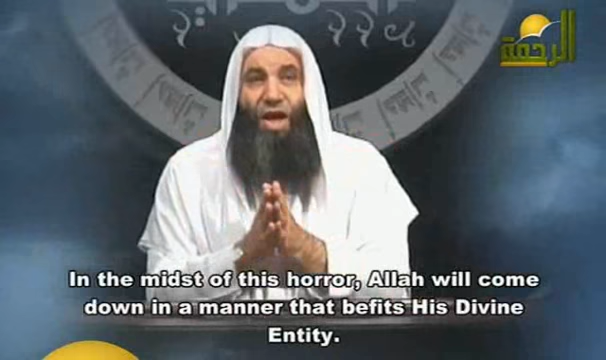 الرحمة
In the midst of this horror, Allah will come
down in a manner that befits His Divine
Entity.